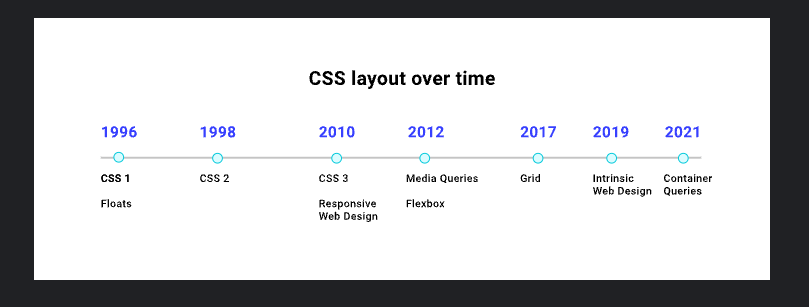 CSS layout over time
1996 1998 2010 2012 2017 2019 2021
CSS 1 CSS 2 CSS 3 Media Queries Grid Intrinsic Container
Web Design Queries
Floats Responsive Flexbox
Web Design